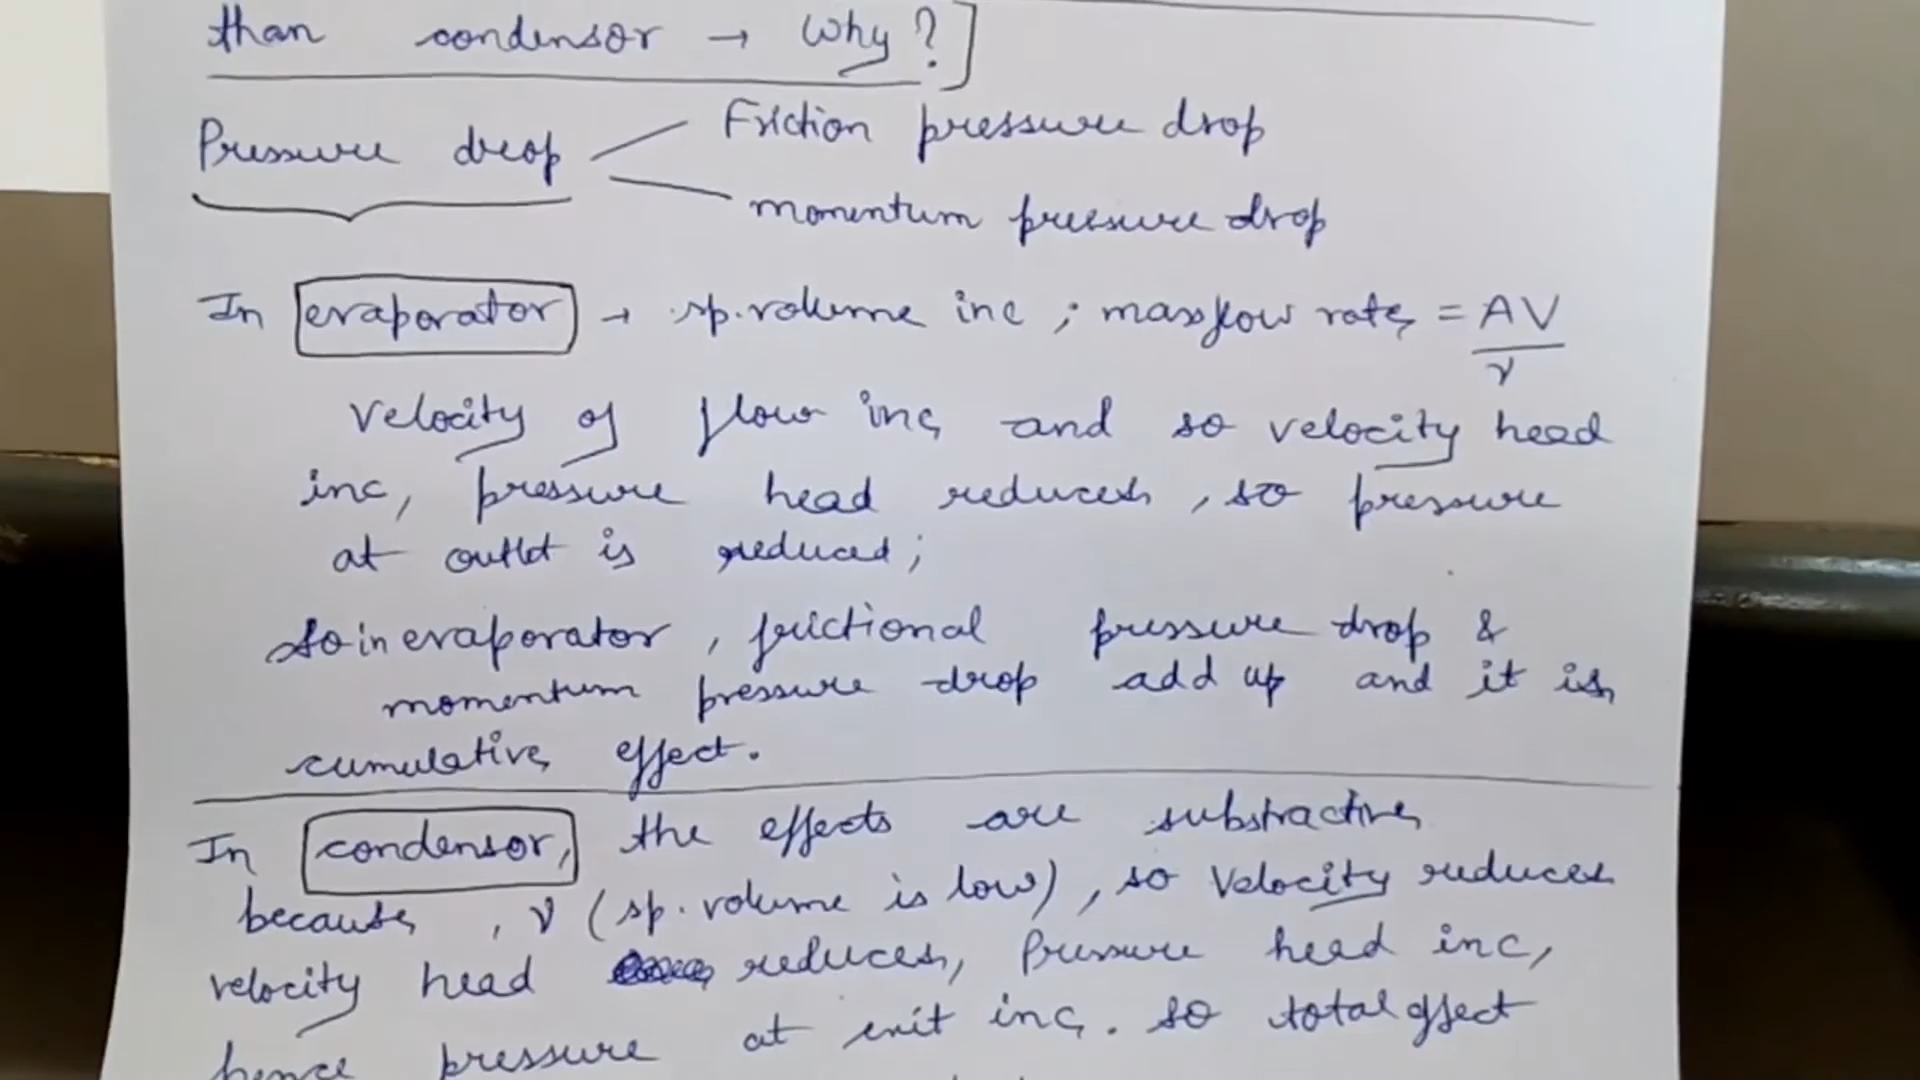 than condensor → Why?]
Pressure drop
Friction pressure drop
momentum pressure drop
In evaporator → sp. volume inc ; massflow rate = AV/ν
velocity of flow inc and so velocity head
inc, pressure head reduces, so pressure
at outlet is reduced;
So in evaporator, frictional pressure drop &
momentum pressure drop add up and it is
cumulative effect.
In condensor, the effects are substractive
because, ν (sp. volume is low), so Velocity reduces
velocity head reduces, Pressure head inc,
hence pressure at exit inc. so total effect